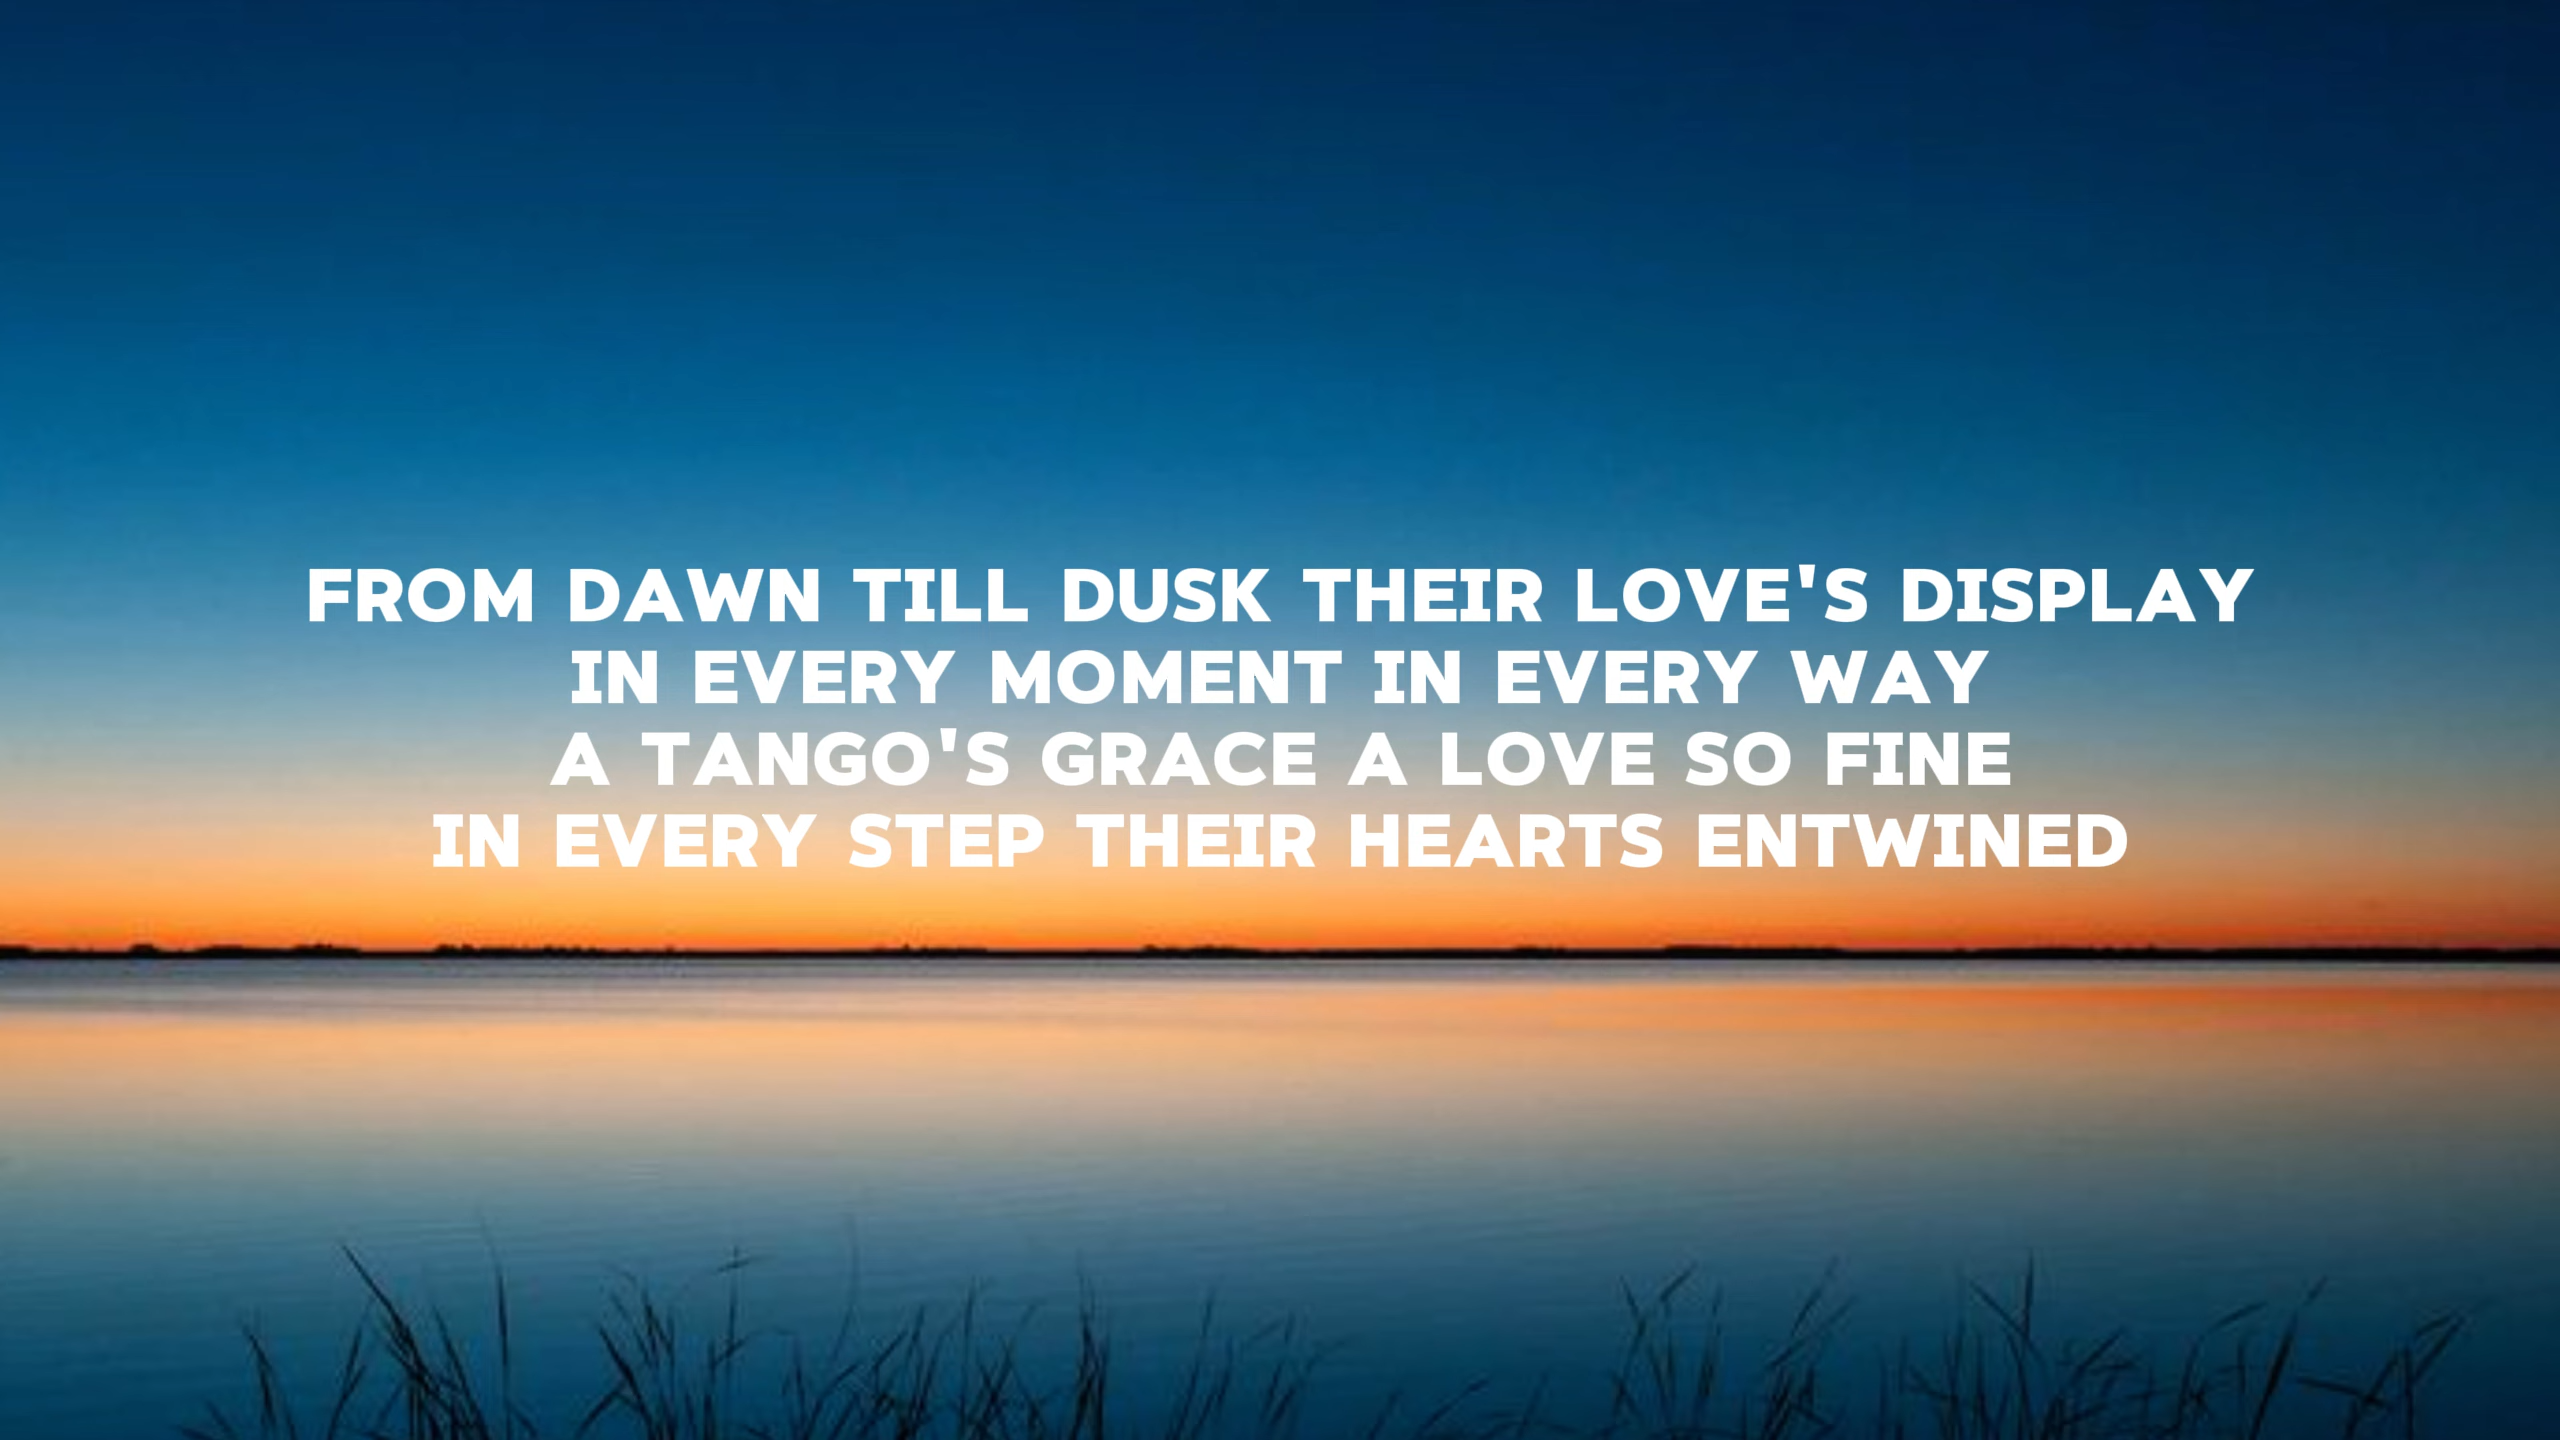 FROM DAWN TILL DUSK THEIR LOVE'S DISPLAY
IN EVERY MOMENT IN EVERY WAY
A TANGO'S GRACE A LOVE SO FINE
IN EVERY STEP THEIR HEARTS ENTWINED